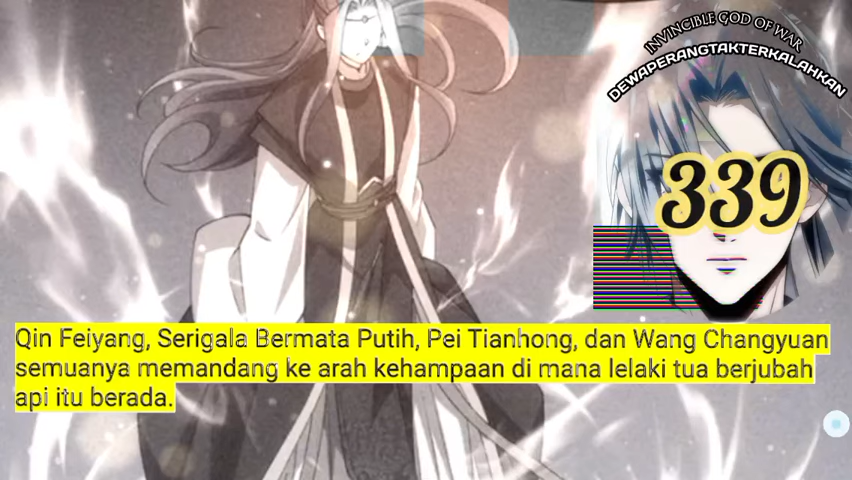 INVINCIBLE GOD OF WAR
DEWAPERANGTAKTERKALAHKAN
339
Qin Feiyang, Serigala Bermata Putih, Pei Tianhong, dan Wang Changyuan
semuanya memandang ke arah kehampaan di mana lelaki tua berjubah
api itu berada.